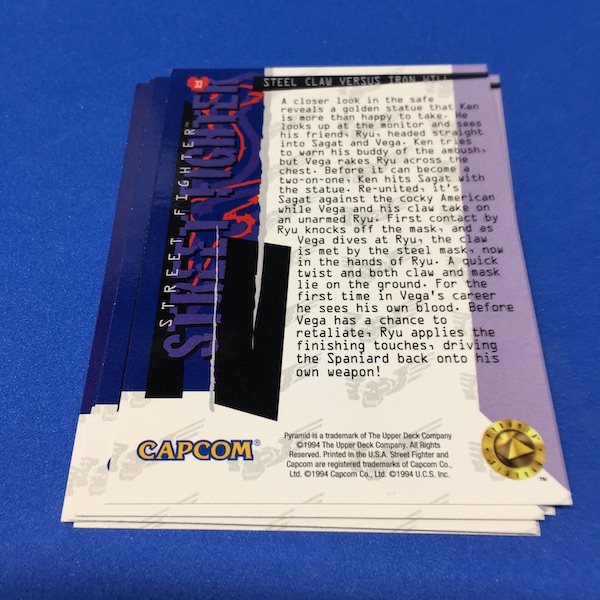 33
STEEL CLAW VERSUS IRON WILL
STREET FIGHTER™
STREET FIGHTER
A closer look in the safe
reveals a golden statue that Ken
is more than happy to take. He
looks up at the monitor and sees
his friend, Ryu, headed straight
into Sagat and Vega. Ken tries
to warn his buddy of the ambush,
but Vega rakes Ryu across the
chest. Before it can become a
two-on-one, Ken hits Sagat with
the statue. Re-united, it's
Sagat against the cocky American
while Vega and his claw take on
an unarmed Ryu. First contact by
Ryu knocks off the mask, and as
Vega dives at Ryu, the claw
is met by the steel mask, now
in the hands of Ryu. A quick
twist and both claw and mask
lie on the ground. For the
first time in Vega's career
he sees his own blood. Before
Vega has a chance to
retaliate, Ryu applies the
finishing touches, driving
the Spaniard back onto his
own weapon!
CAPCOM®
Pyramid is a trademark of The Upper Deck Company
©1994 The Upper Deck Company. All Rights
Reserved. Printed in the U.S.A. Street Fighter and
Capcom are registered trademarks of Capcom Co.,
Ltd. ©1994 Capcom Co., Ltd. ©1994 U.C.S. Inc.
TM